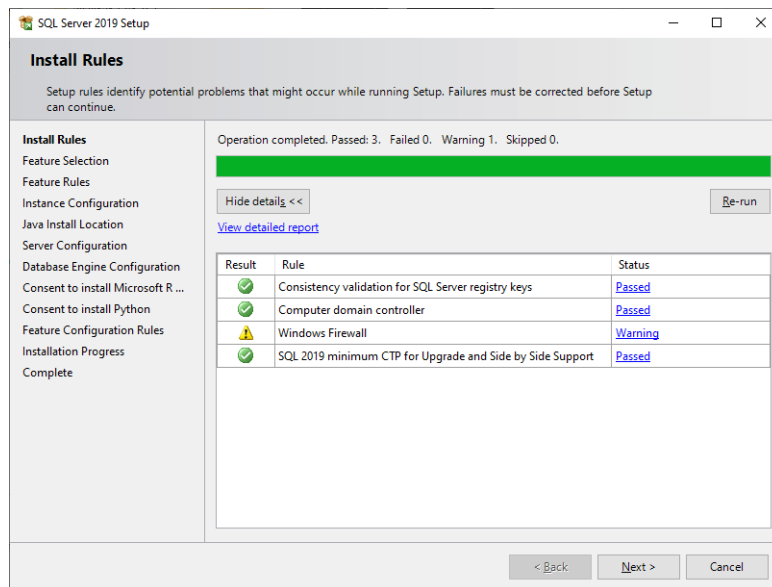 SQL Server 2019 Setup
Install Rules
Setup rules identify potential problems that might occur while running Setup. Failures must be corrected before Setup
can continue.
Install Rules
Feature Selection
Feature Rules
Instance Configuration
Java Install Location
Server Configuration
Database Engine Configuration
Consent to install Microsoft R ...
Consent to install Python
Feature Configuration Rules
Installation Progress
Complete
Operation completed. Passed: 3. Failed 0. Warning 1. Skipped 0.
Hide details << Re-run
View detailed report
Result Rule Status
Consistency validation for SQL Server registry keys Passed
Computer domain controller Passed
Windows Firewall Warning
SQL 2019 minimum CTP for Upgrade and Side by Side Support Passed
< Back Next > Cancel